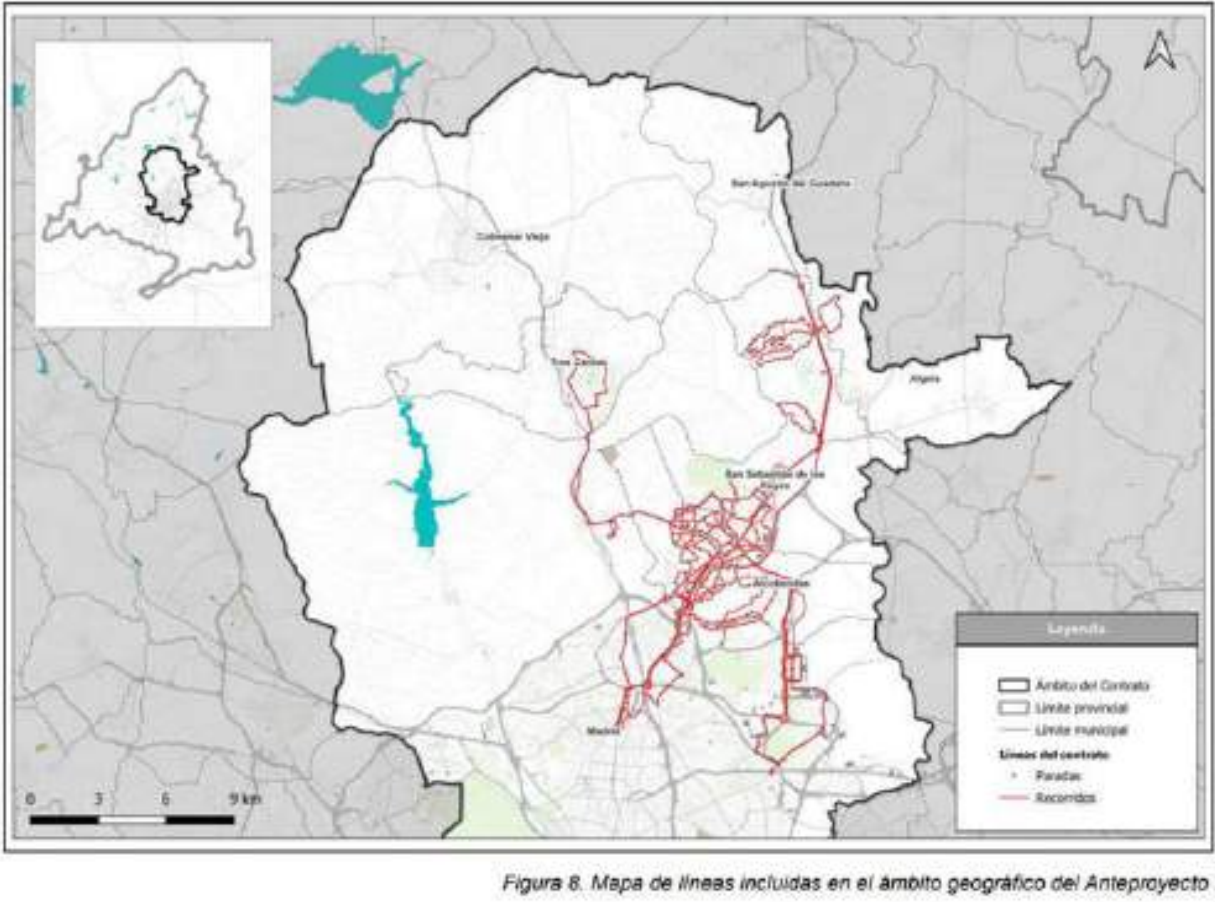 San Agustín del Guadalix
Colmenar Viejo
Tres Cantos
Algete
San Sebastián de los
Reyes
Alcobendas
Madrid
0 3 6 9 km
Leyenda
Ámbito del Contrato
Límite provincial
Límite municipal
Líneas del contrato
Paradas
Recorridos
Figura 8. Mapa de líneas incluidas en el ámbito geográfico del Anteproyecto